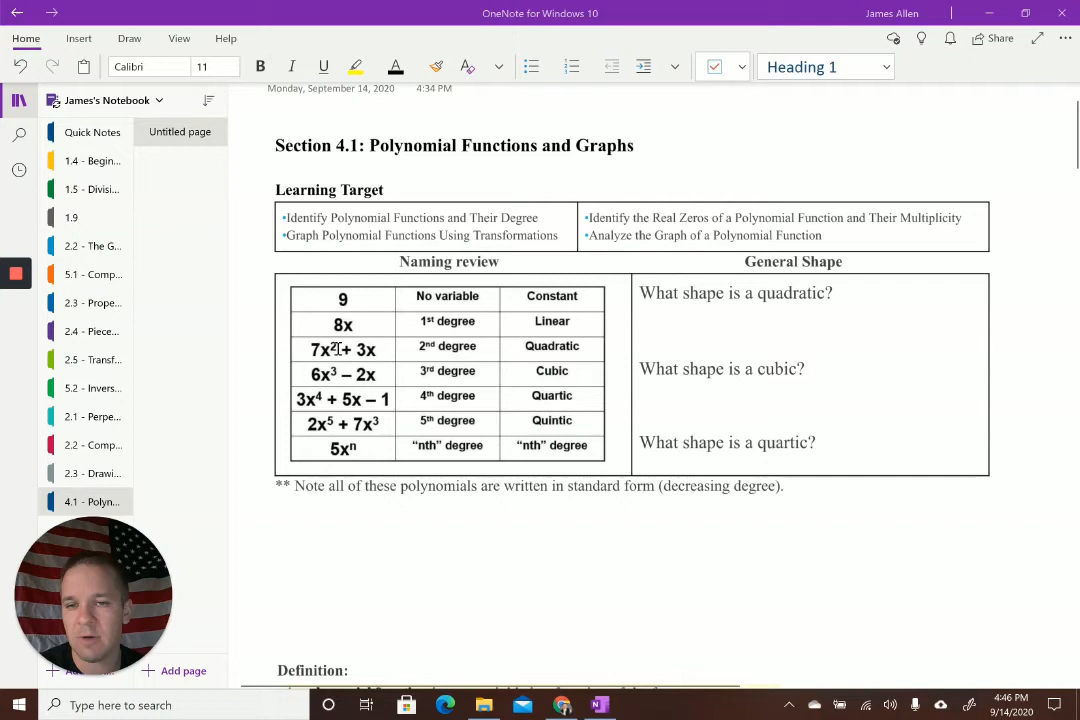 OneNote for Windows 10
James Allen
Home
Insert
Draw
View
Help
Share
Calibri
11
B
I
U
A
Heading 1
James's Notebook
Quick Notes
1.4 - Begin...
1.5 - Divisi...
1.9
2.2 - The G...
5.1 - Comp...
2.3 - Prope...
2.4 - Piece...
2.5 - Transf...
5.2 - Invers...
2.1 - Perpe...
2.2 - Comp...
2.3 - Drawi...
4.1 - Polyn...
Untitled page
Add page
Monday, September 14, 2020 4:34 PM
Section 4.1: Polynomial Functions and Graphs
Learning Target
•Identify Polynomial Functions and Their Degree
•Graph Polynomial Functions Using Transformations
•Identify the Real Zeros of a Polynomial Function and Their Multiplicity
•Analyze the Graph of a Polynomial Function
Naming review
General Shape
9 No variable Constant
8x 1st degree Linear
7x² + 3x 2nd degree Quadratic
6x³ – 2x 3rd degree Cubic
3x⁴ + 5x – 1 4th degree Quartic
2x⁵ + 7x³ 5th degree Quintic
5xⁿ “nth” degree “nth” degree
What shape is a quadratic?
What shape is a cubic?
What shape is a quartic?
** Note all of these polynomials are written in standard form (decreasing degree).
Definition:
Type here to search
4:46 PM
9/14/2020